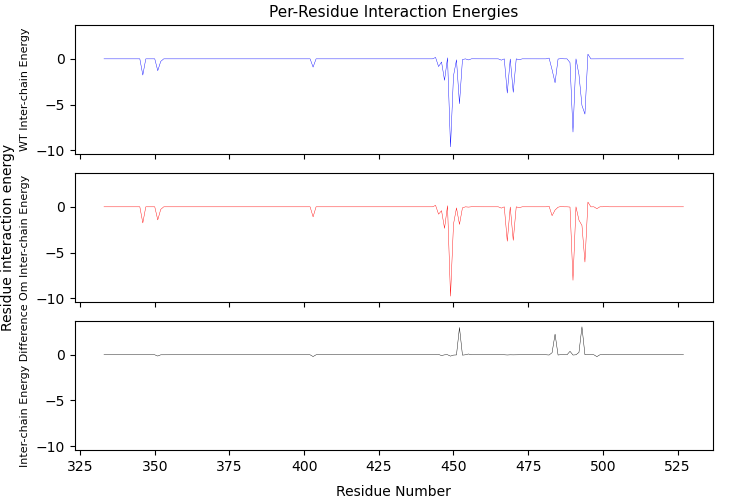 Per-Residue Interaction Energies
Residue interaction energy
WT Inter-chain Energy
0
−5
−10
Om Inter-chain Energy
0
−5
−10
Inter-chain Energy Difference
0
−5
−10
325 350 375 400 425 450 475 500 525
Residue Number